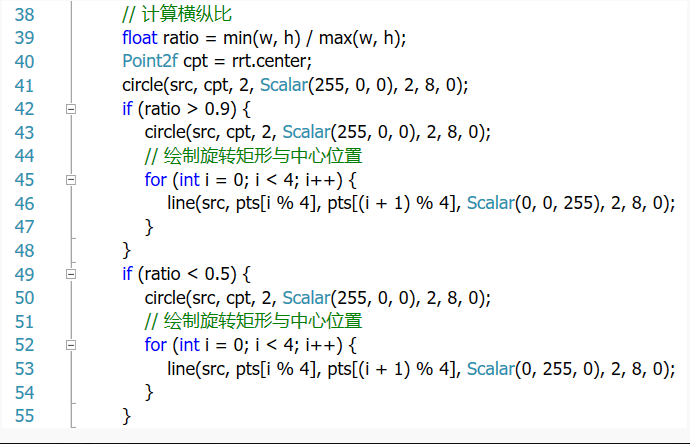 38 // 计算横纵比
39 float ratio = min(w, h) / max(w, h);
40 Point2f cpt = rrt.center;
41 circle(src, cpt, 2, Scalar(255, 0, 0), 2, 8, 0);
42 if (ratio > 0.9) {
43 circle(src, cpt, 2, Scalar(255, 0, 0), 2, 8, 0);
44 // 绘制旋转矩形与中心位置
45 for (int i = 0; i < 4; i++) {
46 line(src, pts[i % 4], pts[(i + 1) % 4], Scalar(0, 0, 255), 2, 8, 0);
47 }
48 }
49 if (ratio < 0.5) {
50 circle(src, cpt, 2, Scalar(255, 0, 0), 2, 8, 0);
51 // 绘制旋转矩形与中心位置
52 for (int i = 0; i < 4; i++) {
53 line(src, pts[i % 4], pts[(i + 1) % 4], Scalar(0, 255, 0), 2, 8, 0);
54 }
55 }